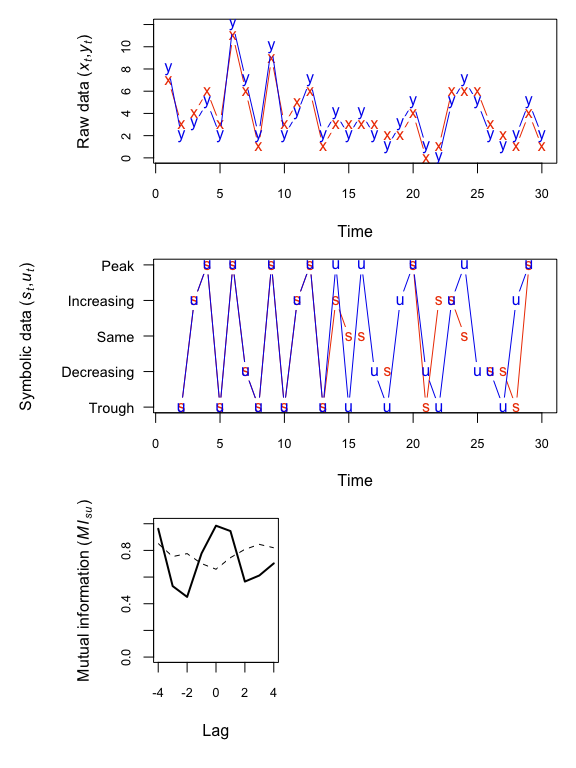 Raw data (x_t, y_t)
10
8
6
4
2
0
0 5 10 15 20 25 30
Time
Symbolic data (s_t, u_t)
Peak
Increasing
Same
Decreasing
Trough
0 5 10 15 20 25 30
Time
Mutual information (MI_su)
0.8
0.4
0.0
-4 -2 0 2 4
Lag